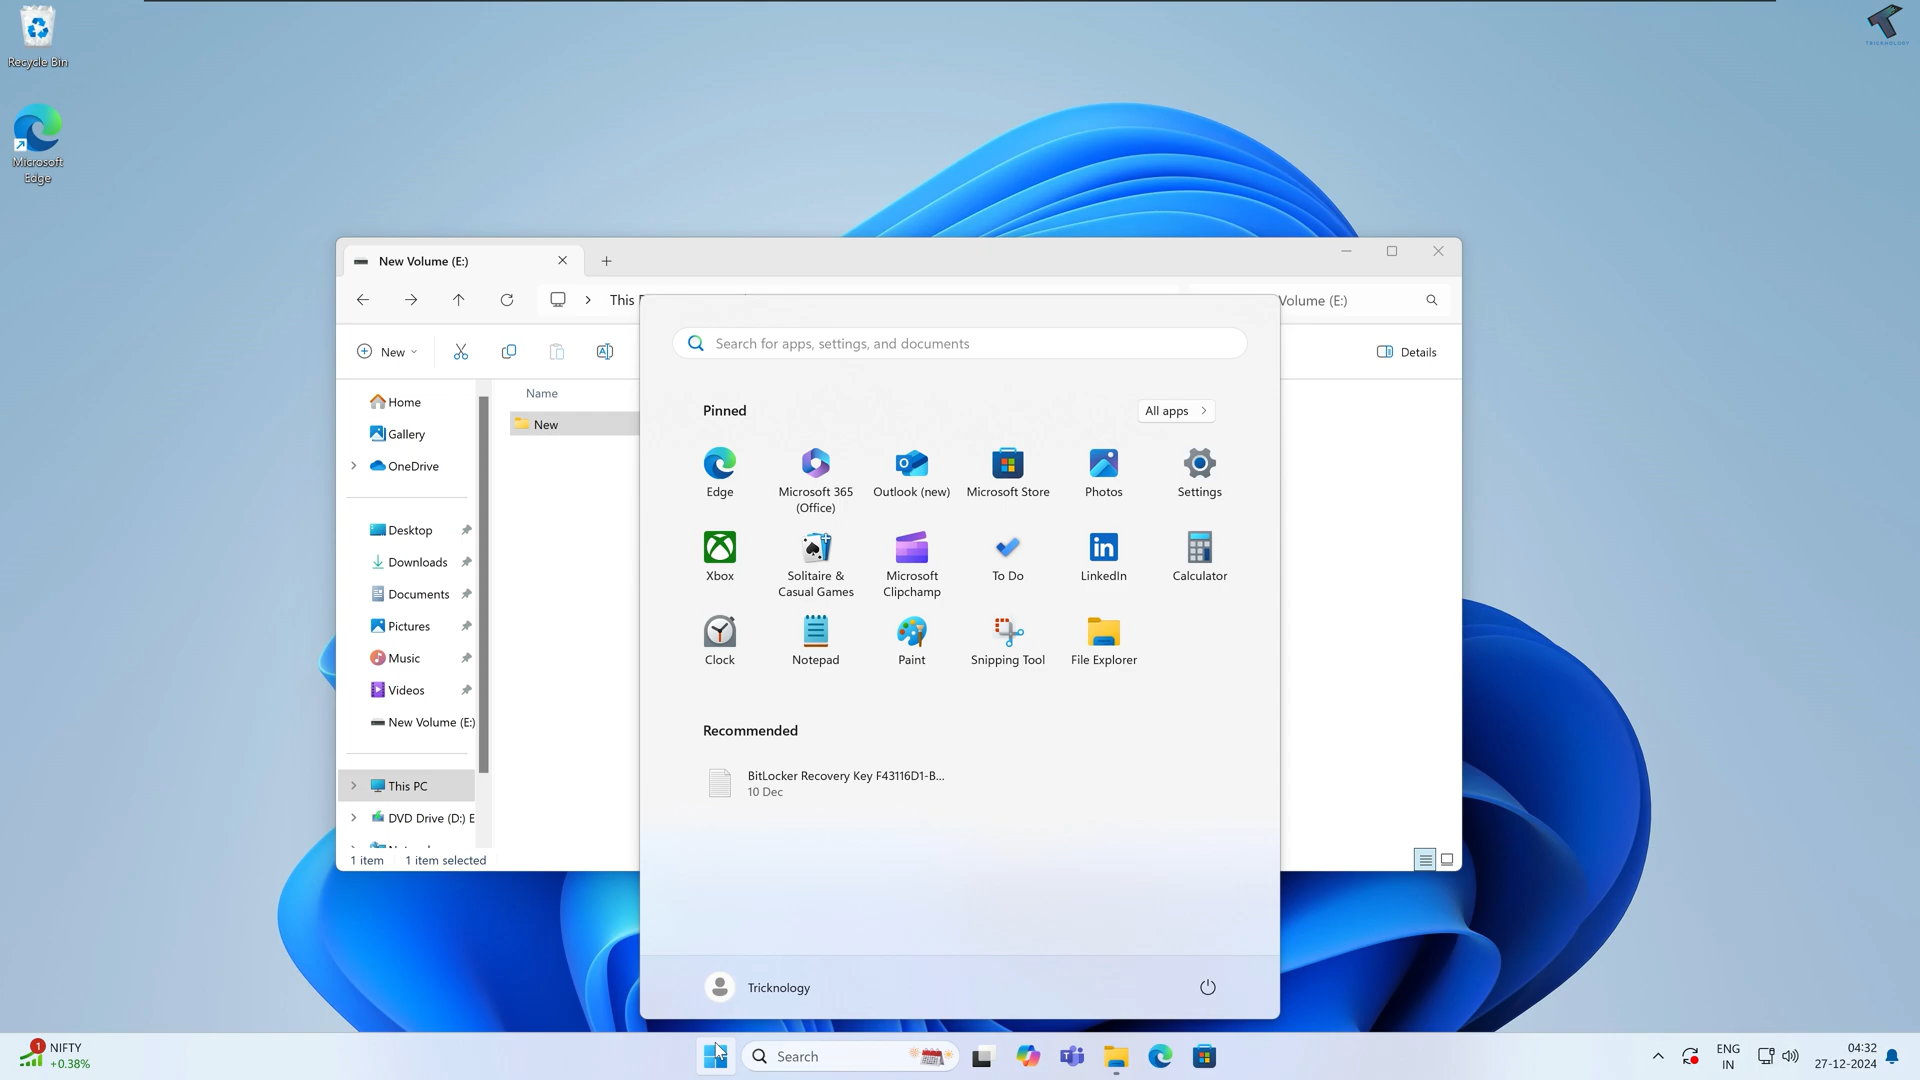 Recycle Bin
Microsoft
Edge
TRICKNOLOGY
New Volume (E:)
This
Volume (E:)
New
Details
Home
Gallery
OneDrive
Desktop
Downloads
Documents
Pictures
Music
Videos
New Volume (E:)
This PC
DVD Drive (D:) E
1 item
1 item selected
Name
New
Search for apps, settings, and documents
Pinned
All apps
Edge
Microsoft 365
(Office)
Outlook (new)
Microsoft Store
Photos
Settings
Xbox
Solitaire &
Casual Games
Microsoft
Clipchamp
To Do
LinkedIn
Calculator
Clock
Notepad
Paint
Snipping Tool
File Explorer
Recommended
BitLocker Recovery Key F43116D1-B...
10 Dec
Tricknology
1
NIFTY
+0.38%
Search
ENG
IN
04:32
27-12-2024